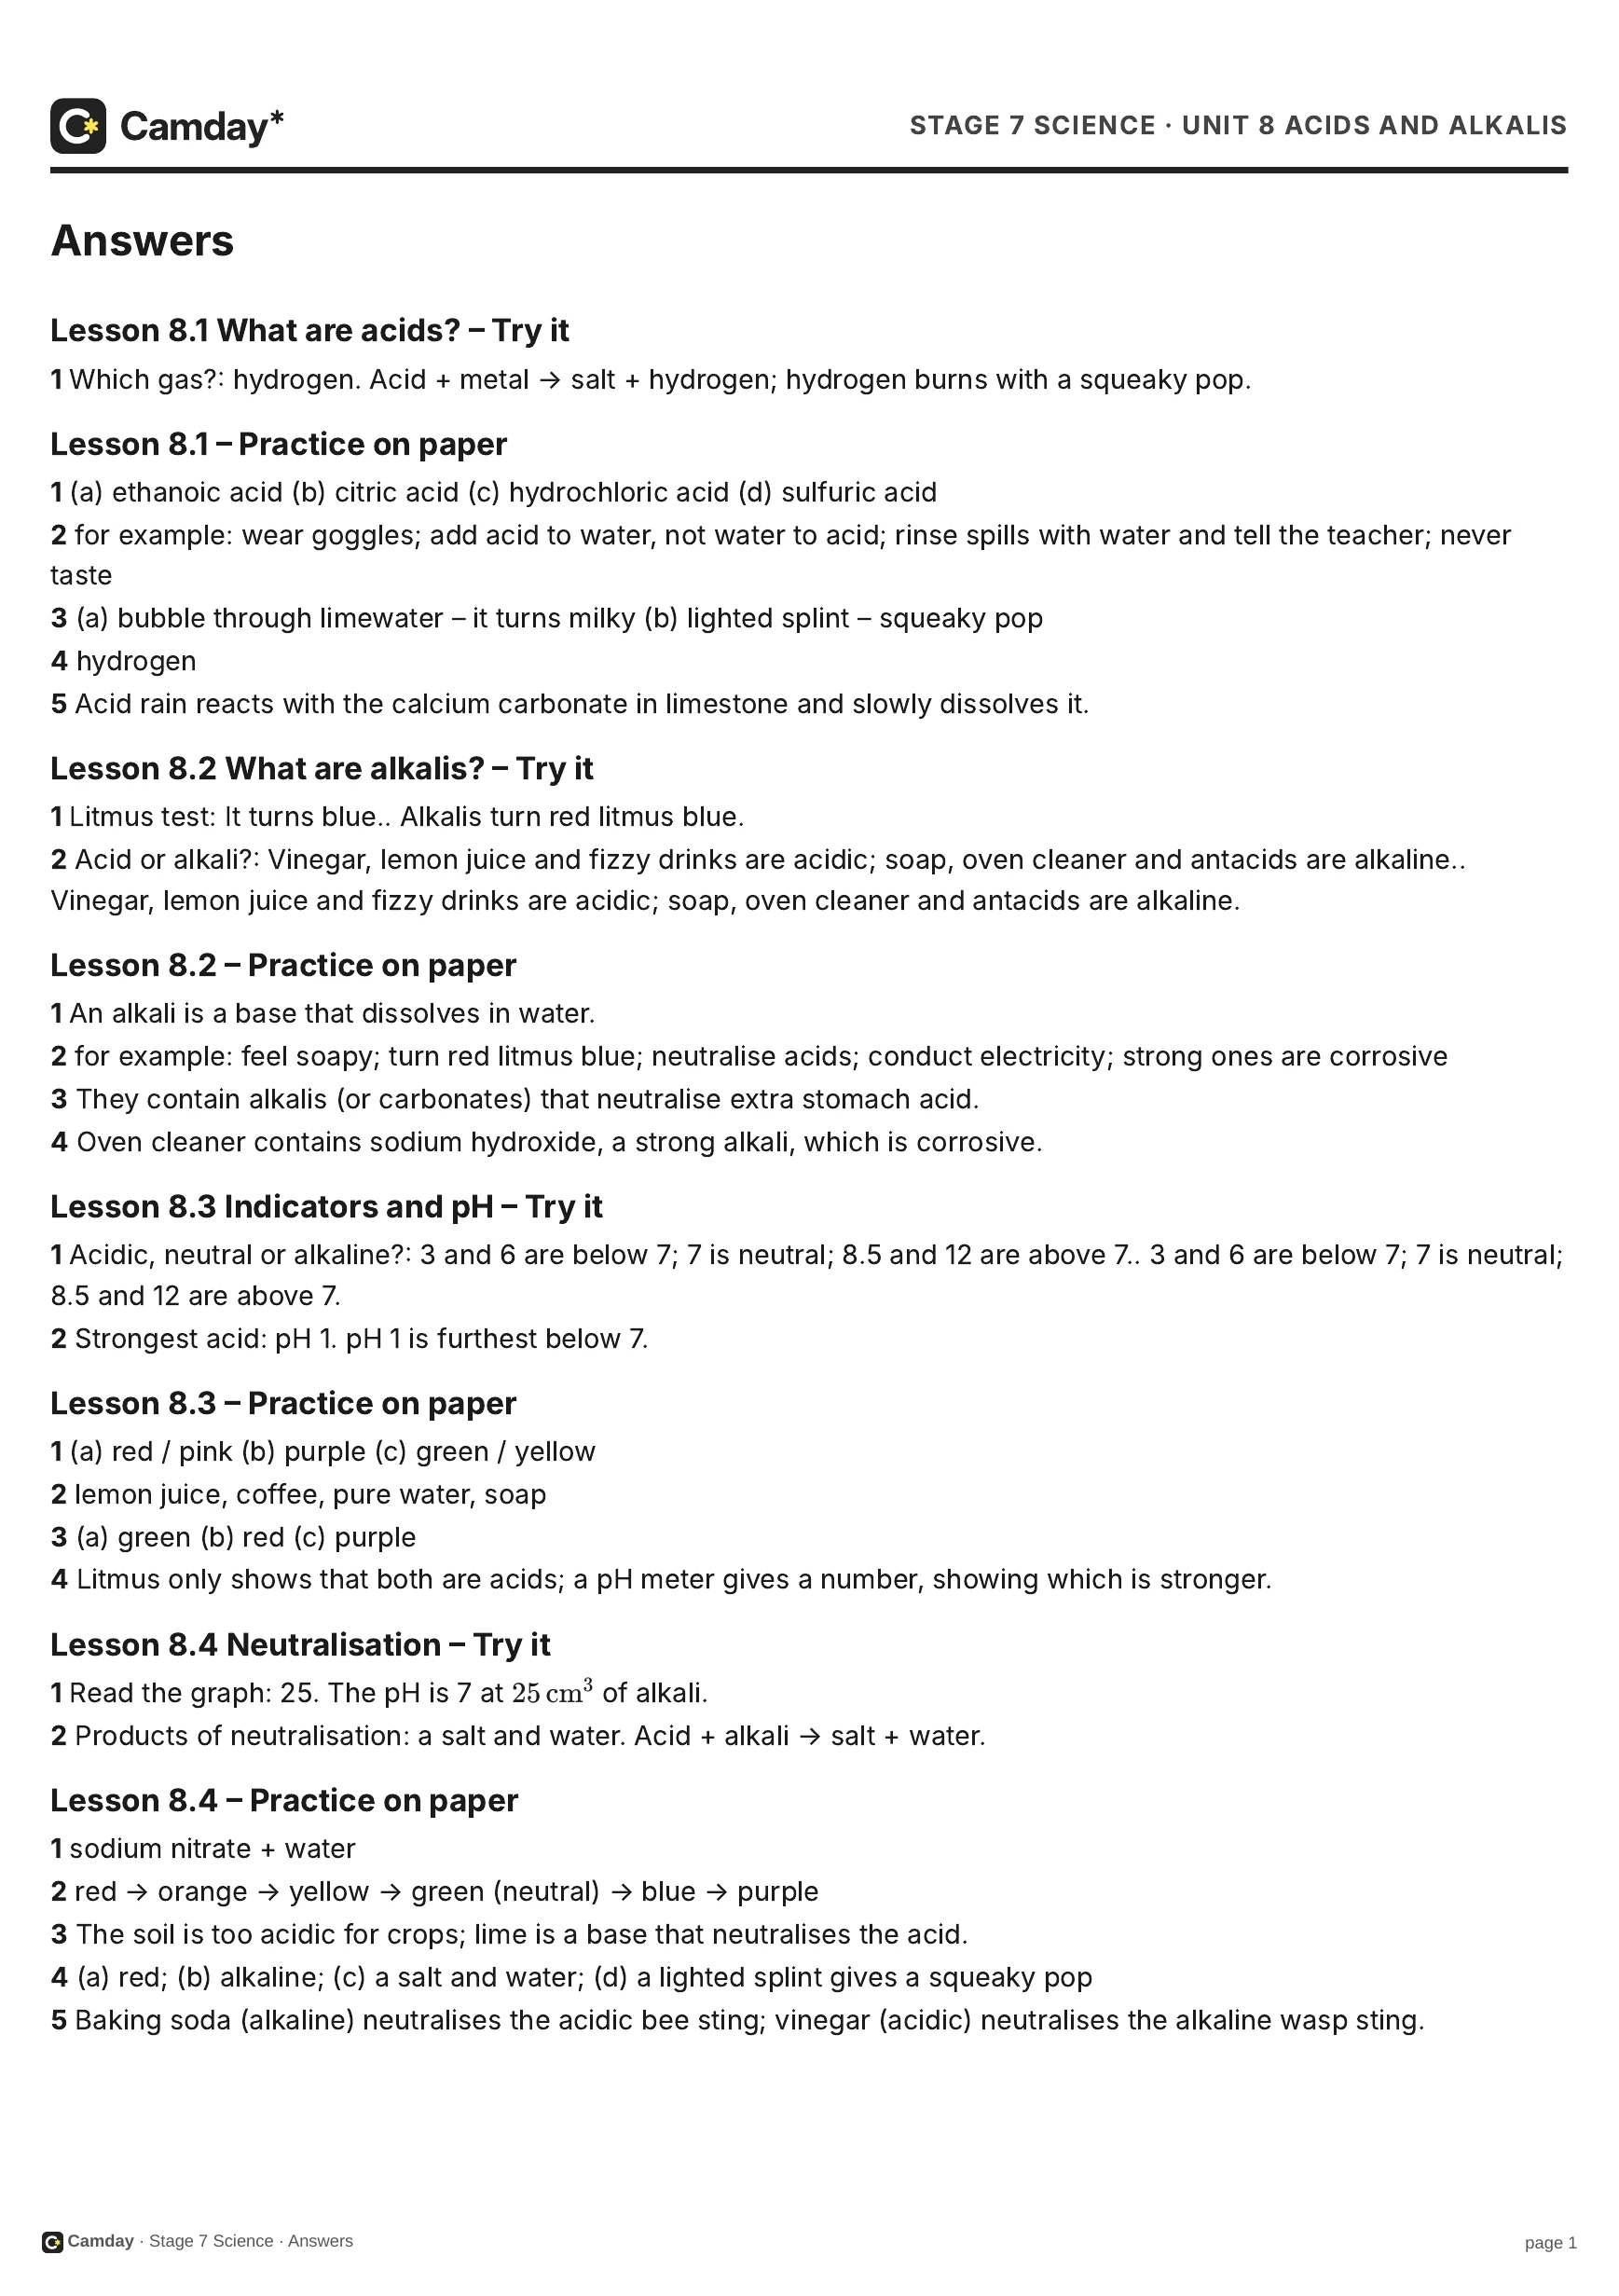 Camday*
STAGE 7 SCIENCE · UNIT 8 ACIDS AND ALKALIS
Answers
Lesson 8.1 What are acids? – Try it
1 Which gas?: hydrogen. Acid + metal → salt + hydrogen; hydrogen burns with a squeaky pop.
Lesson 8.1 – Practice on paper
1 (a) ethanoic acid (b) citric acid (c) hydrochloric acid (d) sulfuric acid
2 for example: wear goggles; add acid to water, not water to acid; rinse spills with water and tell the teacher; never
taste
3 (a) bubble through limewater – it turns milky (b) lighted splint – squeaky pop
4 hydrogen
5 Acid rain reacts with the calcium carbonate in limestone and slowly dissolves it.
Lesson 8.2 What are alkalis? – Try it
1 Litmus test: It turns blue.. Alkalis turn red litmus blue.
2 Acid or alkali?: Vinegar, lemon juice and fizzy drinks are acidic; soap, oven cleaner and antacids are alkaline..
Vinegar, lemon juice and fizzy drinks are acidic; soap, oven cleaner and antacids are alkaline.
Lesson 8.2 – Practice on paper
1 An alkali is a base that dissolves in water.
2 for example: feel soapy; turn red litmus blue; neutralise acids; conduct electricity; strong ones are corrosive
3 They contain alkalis (or carbonates) that neutralise extra stomach acid.
4 Oven cleaner contains sodium hydroxide, a strong alkali, which is corrosive.
Lesson 8.3 Indicators and pH – Try it
1 Acidic, neutral or alkaline?: 3 and 6 are below 7; 7 is neutral; 8.5 and 12 are above 7.. 3 and 6 are below 7; 7 is neutral;
8.5 and 12 are above 7.
2 Strongest acid: pH 1. pH 1 is furthest below 7.
Lesson 8.3 – Practice on paper
1 (a) red / pink (b) purple (c) green / yellow
2 lemon juice, coffee, pure water, soap
3 (a) green (b) red (c) purple
4 Litmus only shows that both are acids; a pH meter gives a number, showing which is stronger.
Lesson 8.4 Neutralisation – Try it
1 Read the graph: 25. The pH is 7 at 25 cm³ of alkali.
2 Products of neutralisation: a salt and water. Acid + alkali → salt + water.
Lesson 8.4 – Practice on paper
1 sodium nitrate + water
2 red → orange → yellow → green (neutral) → blue → purple
3 The soil is too acidic for crops; lime is a base that neutralises the acid.
4 (a) red; (b) alkaline; (c) a salt and water; (d) a lighted splint gives a squeaky pop
5 Baking soda (alkaline) neutralises the acidic bee sting; vinegar (acidic) neutralises the alkaline wasp sting.
Camday · Stage 7 Science · Answers
page 1